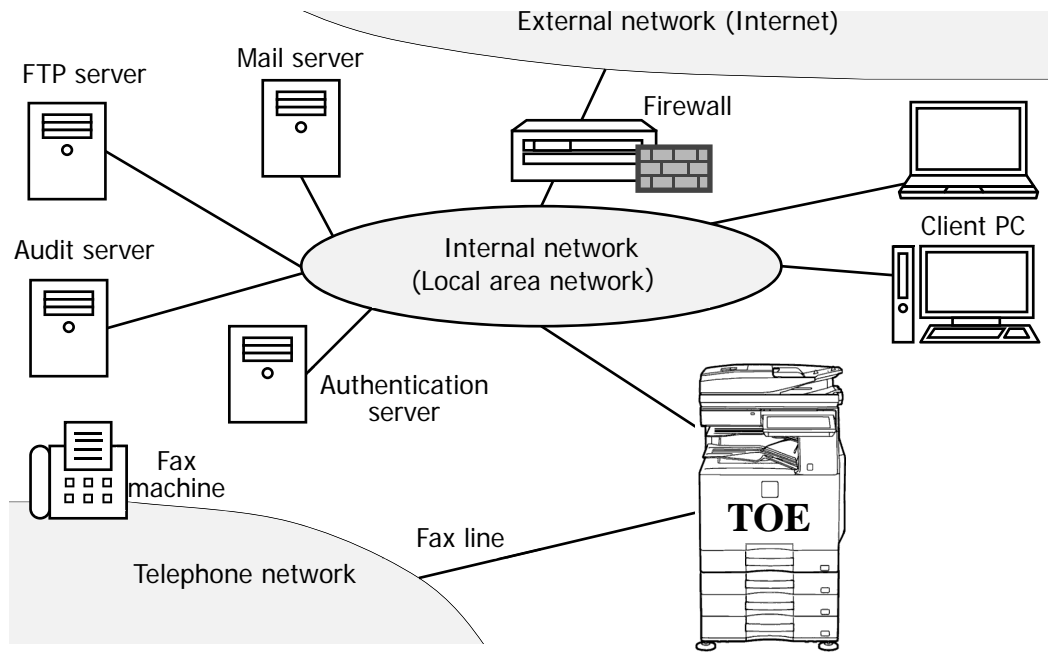 External network (Internet)
FTP server
Mail server
Firewall
Audit server
Internal network
(Local area network)
Client PC
Authentication
server
Fax
machine
TOE
Fax line
Telephone network